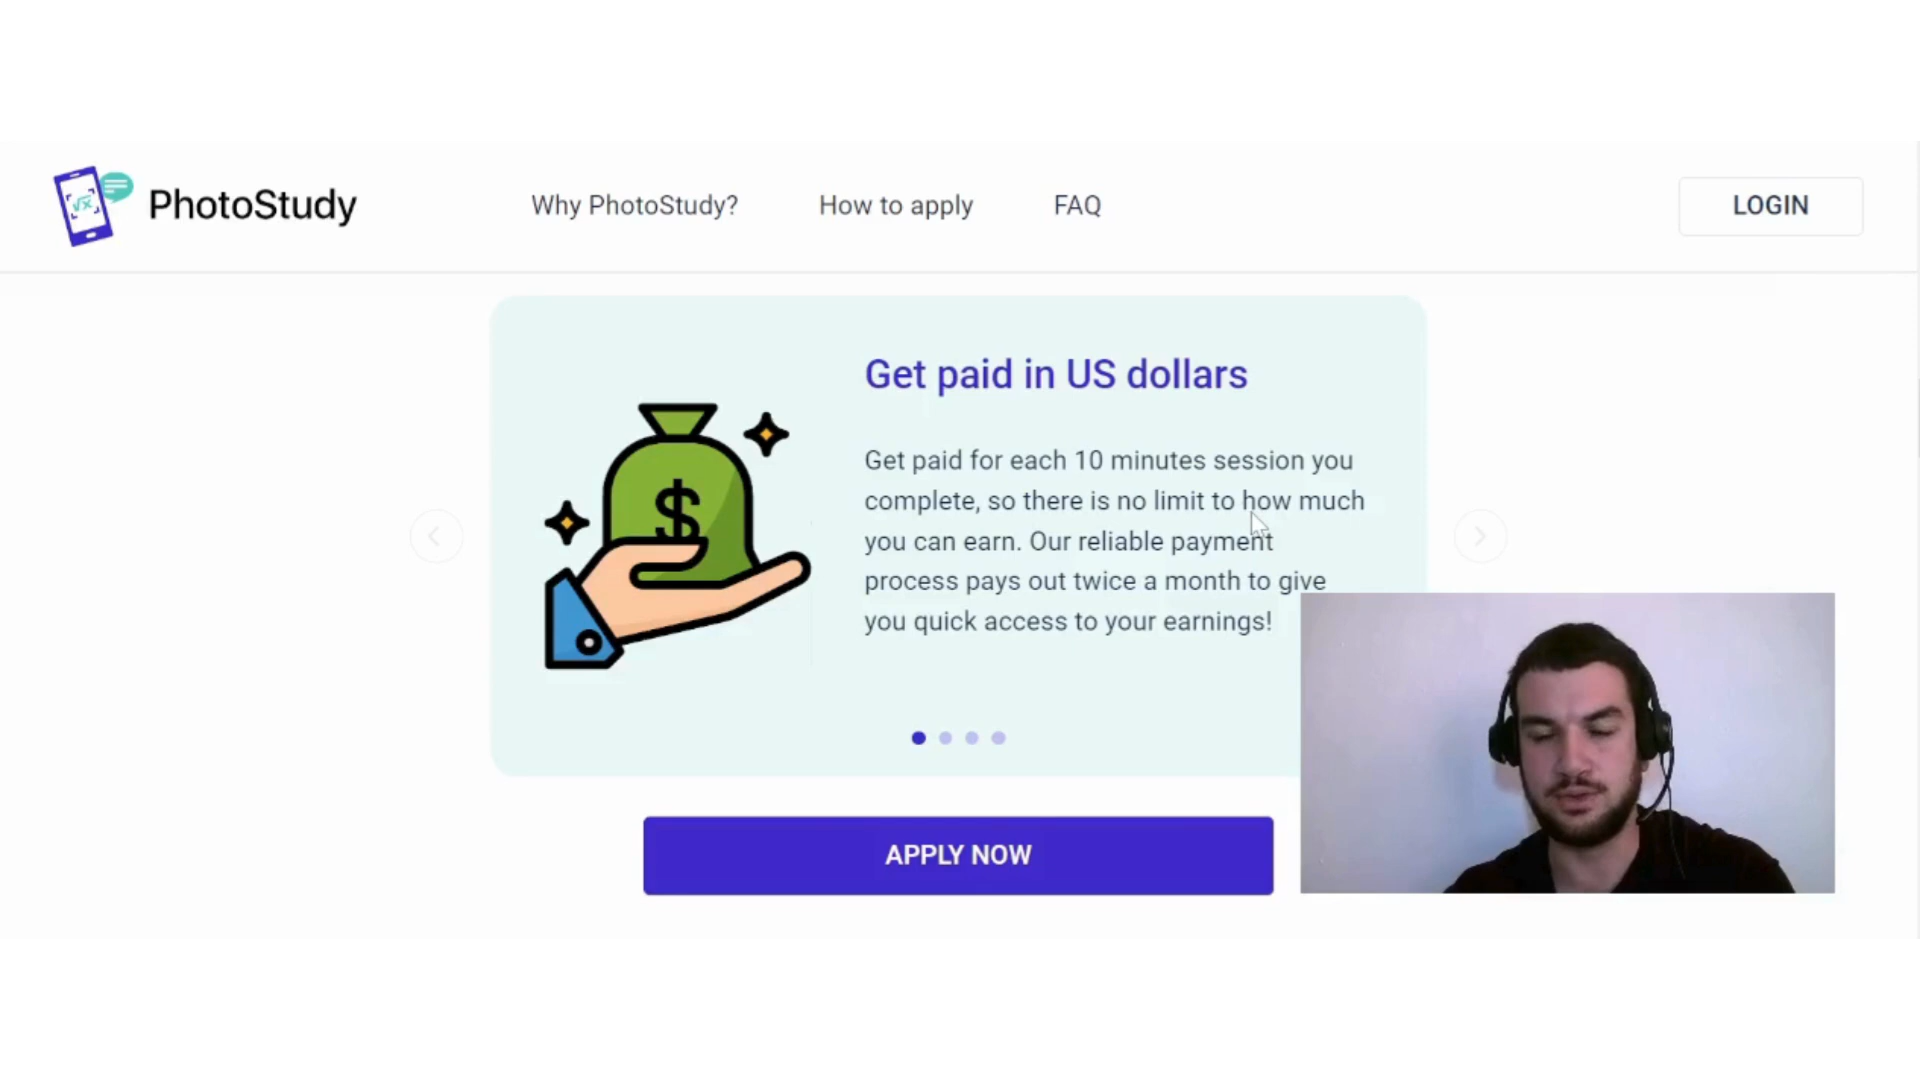 PhotoStudy
Why PhotoStudy?
How to apply
FAQ
LOGIN
Get paid in US dollars
Get paid for each 10 minutes session you
complete, so there is no limit to how much
you can earn. Our reliable payment
process pays out twice a month to give
you quick access to your earnings!
$
√x
APPLY NOW